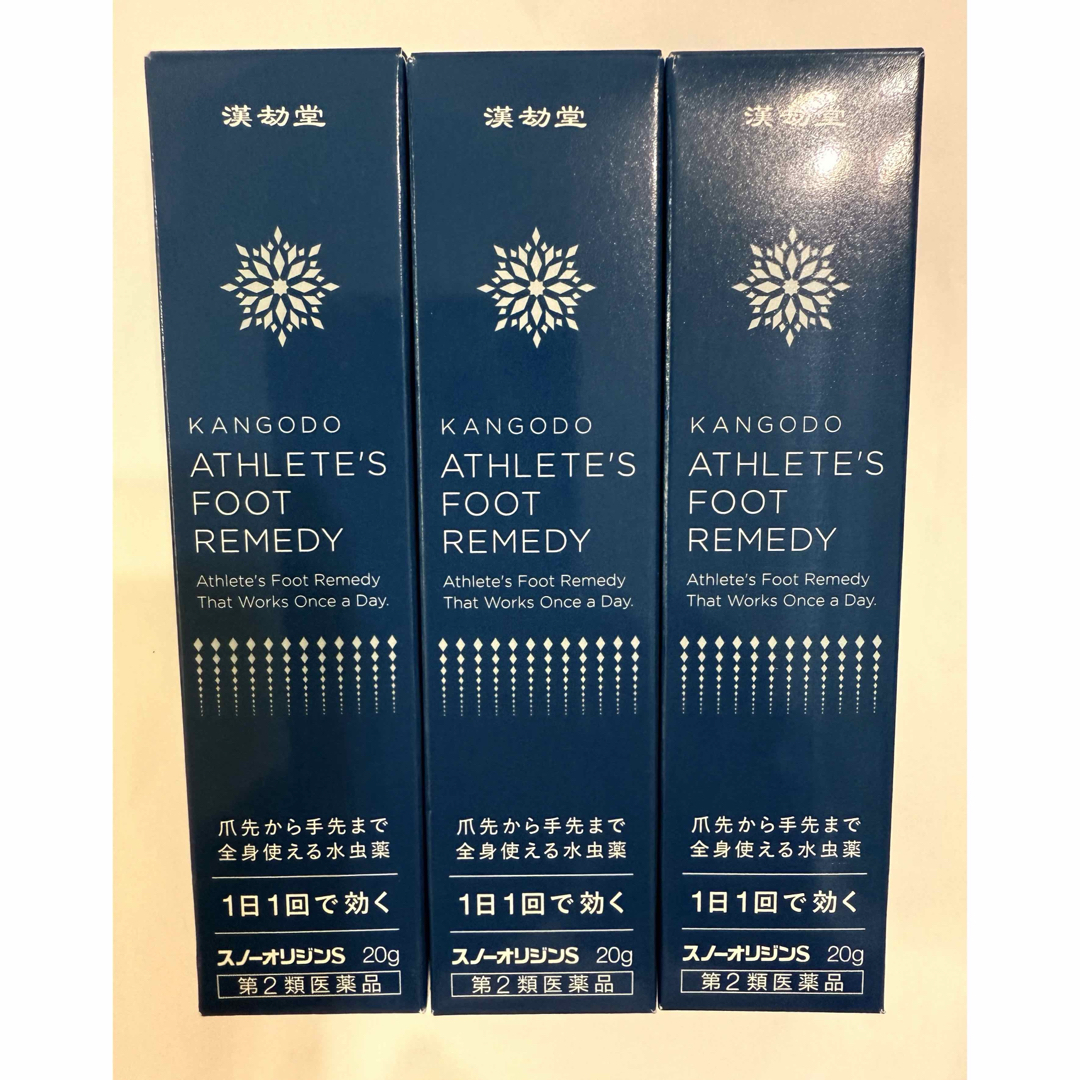 漢劫堂
KANGODO
ATHLETE'S
FOOT
REMEDY
Athlete's Foot Remedy
That Works Once a Day.
爪先から手先まで
全身使える水虫薬
1日1回で効く
スノーオリジンS 20g
第2類医薬品
漢劫堂
KANGODO
ATHLETE'S
FOOT
REMEDY
Athlete's Foot Remedy
That Works Once a Day.
爪先から手先まで
全身使える水虫薬
1日1回で効く
スノーオリジンS 20g
第2類医薬品
漢劫堂
KANGODO
ATHLETE'S
FOOT
REMEDY
Athlete's Foot Remedy
That Works Once a Day.
爪先から手先まで
全身使える水虫薬
1日1回で効く
スノーオリジンS 20g
第2類医薬品